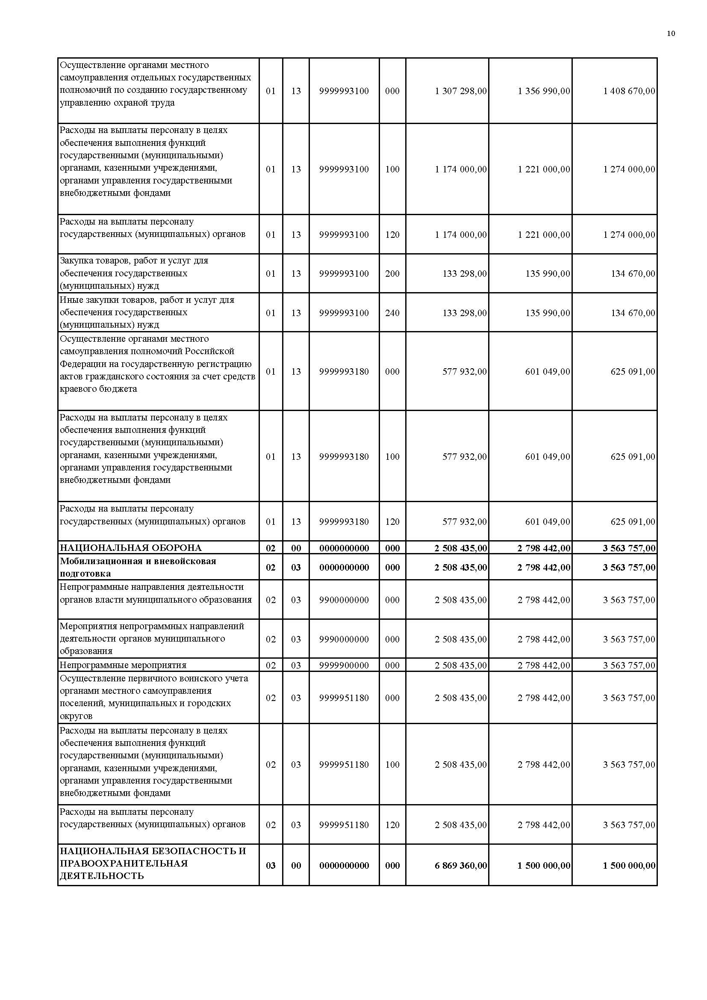 10
Осуществление органами местного
самоуправления отдельных государственных
полномочий по созданию государственному
управлению охраной труда
01 13 9999993100 000 1 307 298,00 1 356 990,00 1 408 670,00
Расходы на выплаты персоналу в целях
обеспечения выполнения функций
государственными (муниципальными)
органами, казенными учреждениями,
органами управления государственными
внебюджетными фондами
01 13 9999993100 100 1 174 000,00 1 221 000,00 1 274 000,00
Расходы на выплаты персоналу
государственных (муниципальных) органов
01 13 9999993100 120 1 174 000,00 1 221 000,00 1 274 000,00
Закупка товаров, работ и услуг для
обеспечения государственных
(муниципальных) нужд
01 13 9999993100 200 133 298,00 135 990,00 134 670,00
Иные закупки товаров, работ и услуг для
обеспечения государственных
(муниципальных) нужд
01 13 9999993100 240 133 298,00 135 990,00 134 670,00
Осуществление органами местного
самоуправления полномочий Российской
Федерации на государственную регистрацию
актов гражданского состояния за счет средств
краевого бюджета
01 13 9999993180 000 577 932,00 601 049,00 625 091,00
Расходы на выплаты персоналу в целях
обеспечения выполнения функций
государственными (муниципальными)
органами, казенными учреждениями,
органами управления государственными
внебюджетными фондами
01 13 9999993180 100 577 932,00 601 049,00 625 091,00
Расходы на выплаты персоналу
государственных (муниципальных) органов
01 13 9999993180 120 577 932,00 601 049,00 625 091,00
НАЦИОНАЛЬНАЯ ОБОРОНА 02 00 0000000000 000 2 508 435,00 2 798 442,00 3 563 757,00
Мобилизационная и вневойсковая
подготовка
02 03 0000000000 000 2 508 435,00 2 798 442,00 3 563 757,00
Непрограммные направления деятельности
органов власти муниципального образования
02 03 9900000000 000 2 508 435,00 2 798 442,00 3 563 757,00
Мероприятия непрограммных направлений
деятельности органов муниципального
образования
02 03 9990000000 000 2 508 435,00 2 798 442,00 3 563 757,00
Непрограммные мероприятия 02 03 9999900000 000 2 508 435,00 2 798 442,00 3 563 757,00
Осуществление первичного воинского учета
органами местного самоуправления
поселений, муниципальных и городских
округов
02 03 9999951180 000 2 508 435,00 2 798 442,00 3 563 757,00
Расходы на выплаты персоналу в целях
обеспечения выполнения функций
государственными (муниципальными)
органами, казенными учреждениями,
органами управления государственными
внебюджетными фондами
02 03 9999951180 100 2 508 435,00 2 798 442,00 3 563 757,00
Расходы на выплаты персоналу
государственных (муниципальных) органов
02 03 9999951180 120 2 508 435,00 2 798 442,00 3 563 757,00
НАЦИОНАЛЬНАЯ БЕЗОПАСНОСТЬ И
ПРАВООХРАНИТЕЛЬНАЯ
ДЕЯТЕЛЬНОСТЬ
03 00 0000000000 000 6 869 360,00 1 500 000,00 1 500 000,00